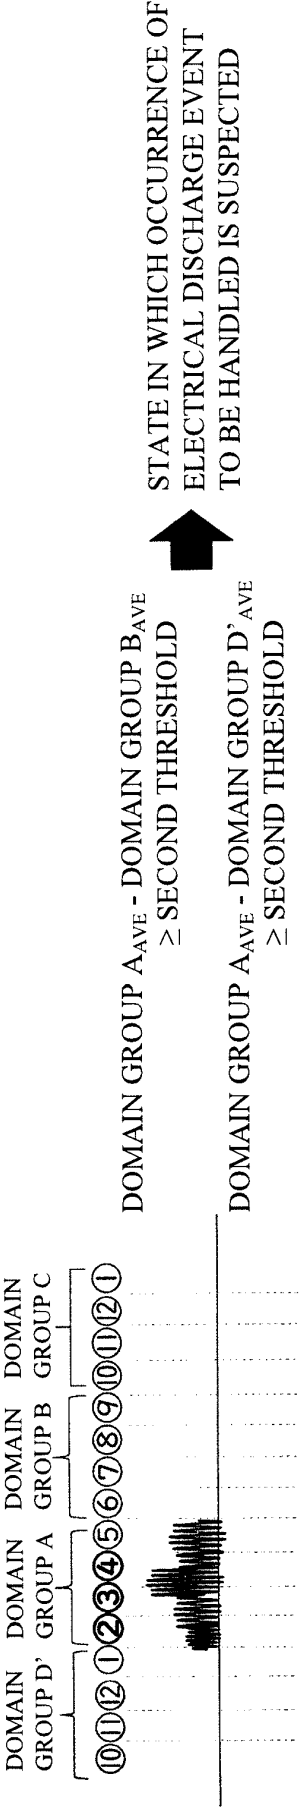 DOMAIN GROUP D'
DOMAIN GROUP A
DOMAIN GROUP B
DOMAIN GROUP C
⑩⑪⑫①②③④⑤⑥⑦⑧⑨⑩⑪⑫①
DOMAIN GROUP A_AVE - DOMAIN GROUP B_AVE
≥ SECOND THRESHOLD
DOMAIN GROUP A_AVE - DOMAIN GROUP D'_AVE
≥ SECOND THRESHOLD
STATE IN WHICH OCCURRENCE OF
ELECTRICAL DISCHARGE EVENT
TO BE HANDLED IS SUSPECTED